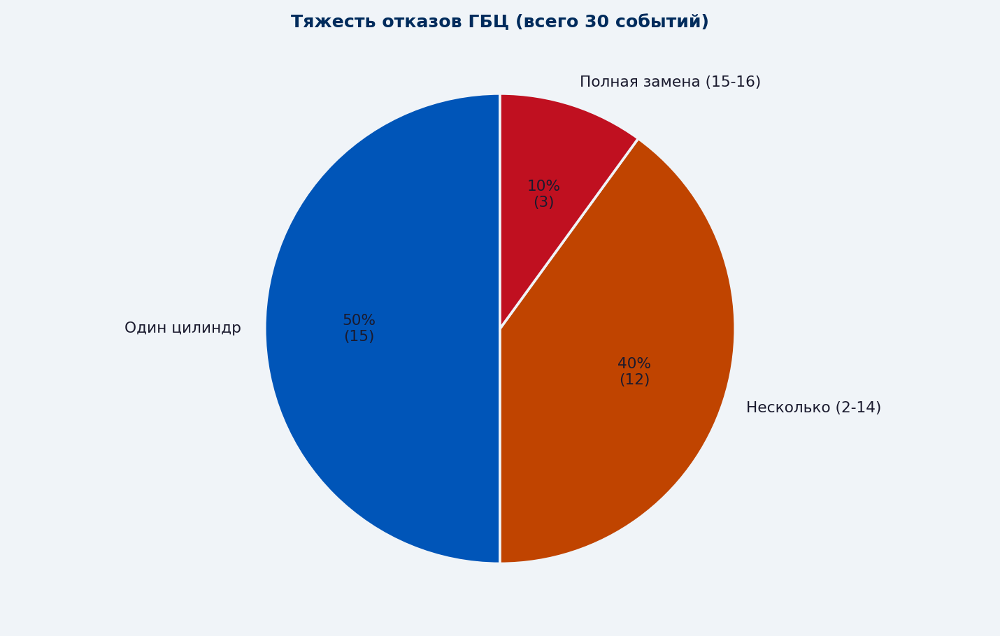 Тяжесть отказов ГБЦ (всего 30 событий)
Полная замена (15-16)
10%
(3)
Один цилиндр
50%
(15)
40%
(12)
Несколько (2-14)